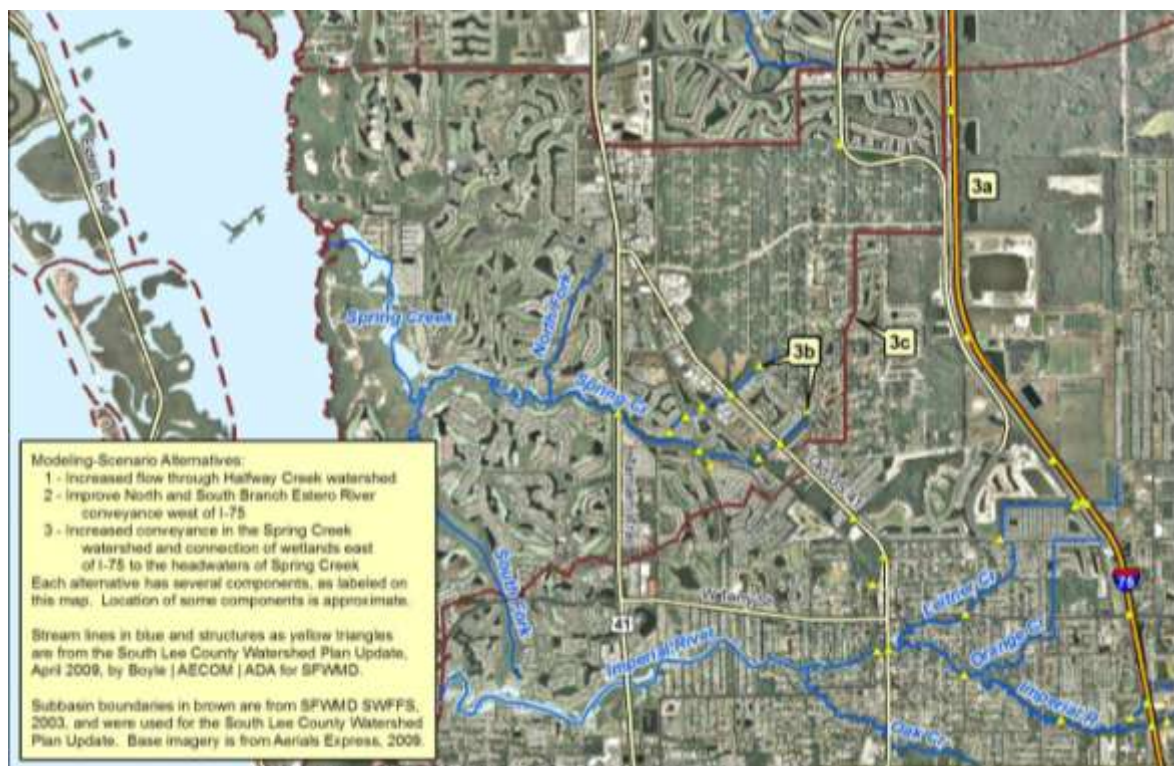 3a
Estero Blvd
3b
3c
Spring Creek
North Fork
Spring Cr
Old US 41
Modeling-Scenario Alternatives:
1 - Increased flow through Halfway Creek watershed
2 - Improve North and South Branch Estero River
conveyance west of I-75
3 - Increased conveyance in the Spring Creek
watershed and connection of wetlands east
of I-75 to the headwaters of Spring Creek
Each alternative has several components, as labeled on
this map. Location of some components is approximate.
Stream lines in blue and structures as yellow triangles
are from the South Lee County Watershed Plan Update,
April 2009, by Boyle | AECOM | ADA for SFWMD.
Subbasin boundaries in brown are from SFWMD SWFFS,
2003, and were used for the South Lee County Watershed
Plan Update. Base imagery is from Aerials Express, 2009.
South Fork
41
75
Imperial River
Leitner Cr
Orange C
Imperial R
Oak Cr